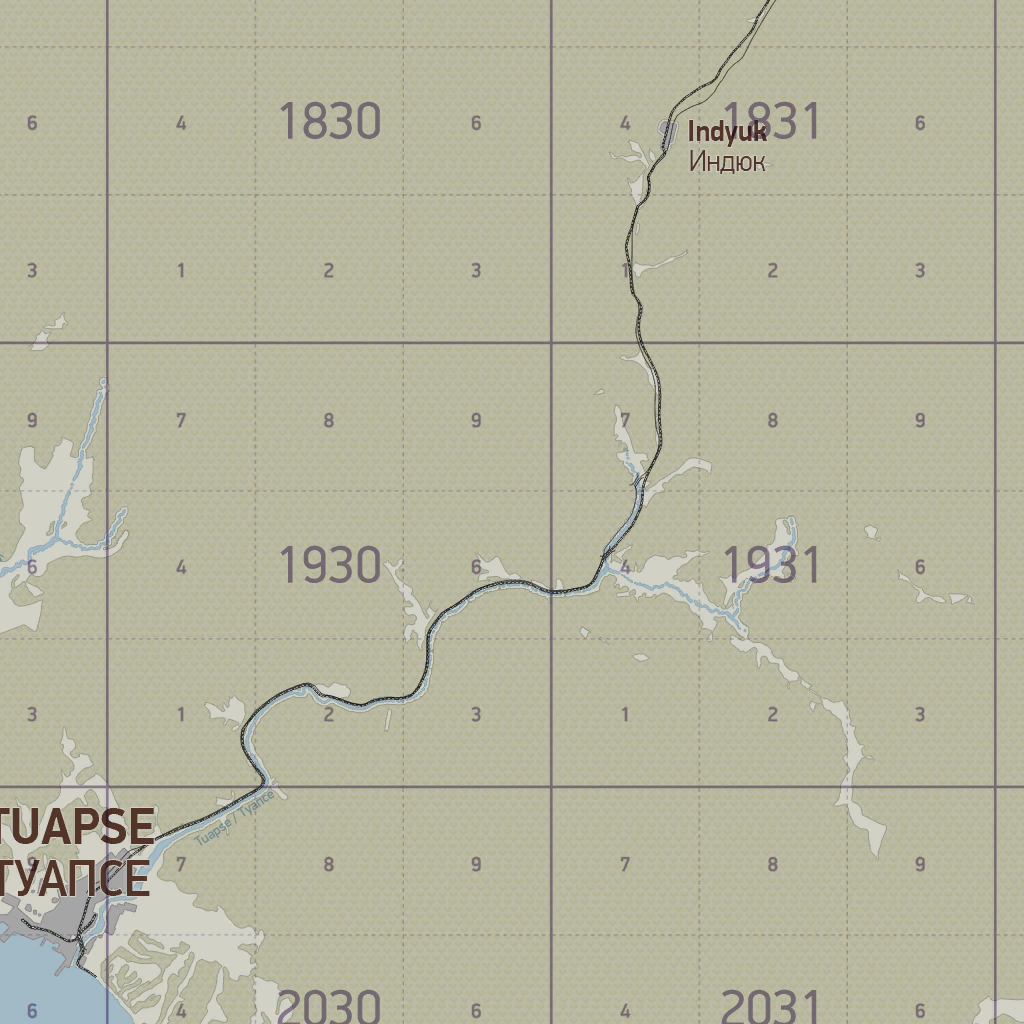 6 4 1830 6 4 1831 6
Indyuk
Индюк
3 1 2 3 1 2 3
9 7 8 9 7 8 9
6 4 1930 6 4 1931 6
3 1 2 3 1 2 3
Tuapse / Туапсе
TUAPSE
ТУАПСЕ
7 8 9 7 8 9
6 4 2030 6 4 2031 6